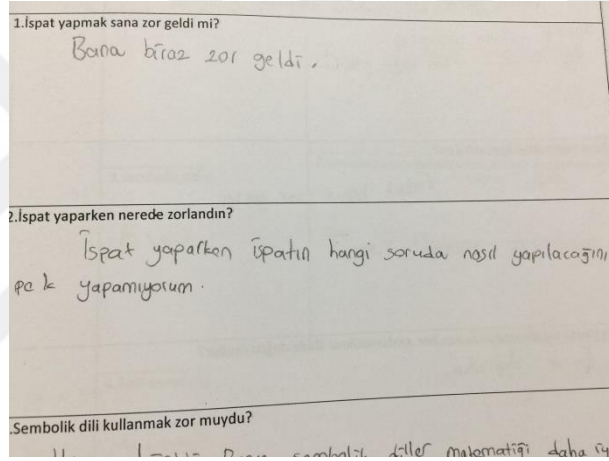 1.İspat yapmak sana zor geldi mi?
Bana biraz zor geldi.
2.İspat yaparken nerede zorlandın?
İspat yaparken ispatın hangi soruda nasıl yapılacağını
pek yapamıyorum.
.Sembolik dili kullanmak zor muydu?
sembolik diller matematiği daha iy